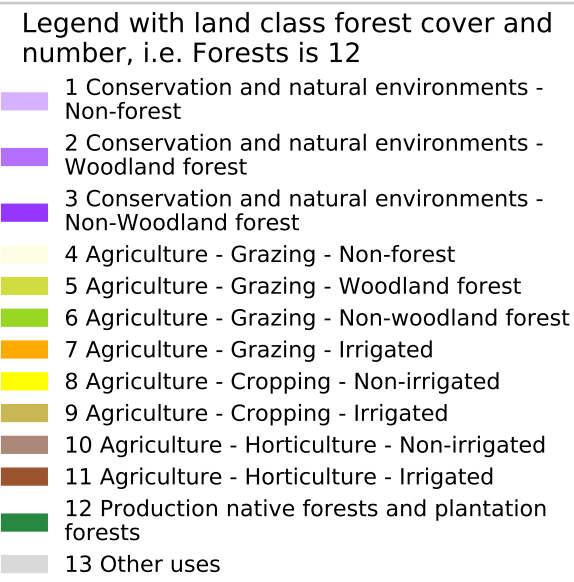 Legend with land class forest cover and
number, i.e. Forests is 12
1 Conservation and natural environments -
Non-forest
2 Conservation and natural environments -
Woodland forest
3 Conservation and natural environments -
Non-Woodland forest
4 Agriculture - Grazing - Non-forest
5 Agriculture - Grazing - Woodland forest
6 Agriculture - Grazing - Non-woodland forest
7 Agriculture - Grazing - Irrigated
8 Agriculture - Cropping - Non-irrigated
9 Agriculture - Cropping - Irrigated
10 Agriculture - Horticulture - Non-irrigated
11 Agriculture - Horticulture - Irrigated
12 Production native forests and plantation
forests
13 Other uses